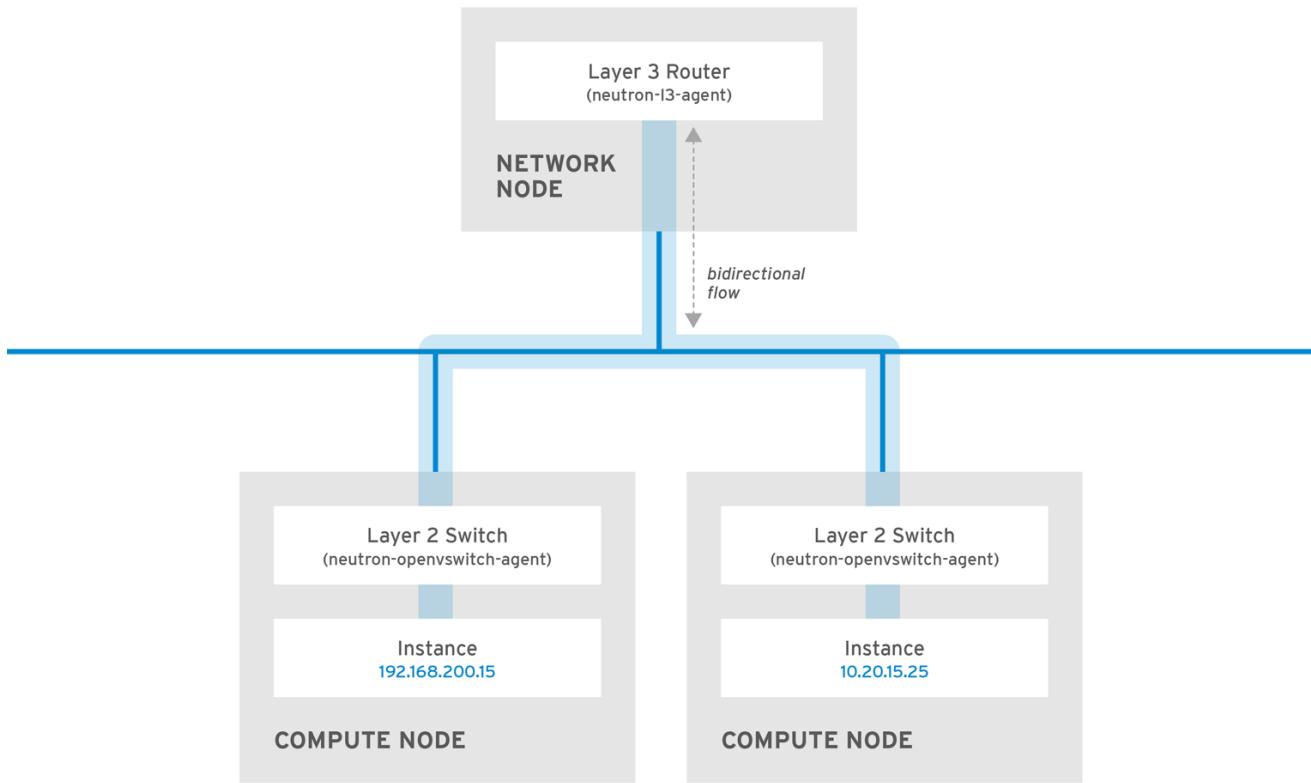 Layer 3 Router
(neutron-l3-agent)
NETWORK
NODE
bidirectional
flow
Layer 2 Switch
(neutron-openvswitch-agent)
Instance
192.168.200.15
COMPUTE NODE
Layer 2 Switch
(neutron-openvswitch-agent)
Instance
10.20.15.25
COMPUTE NODE